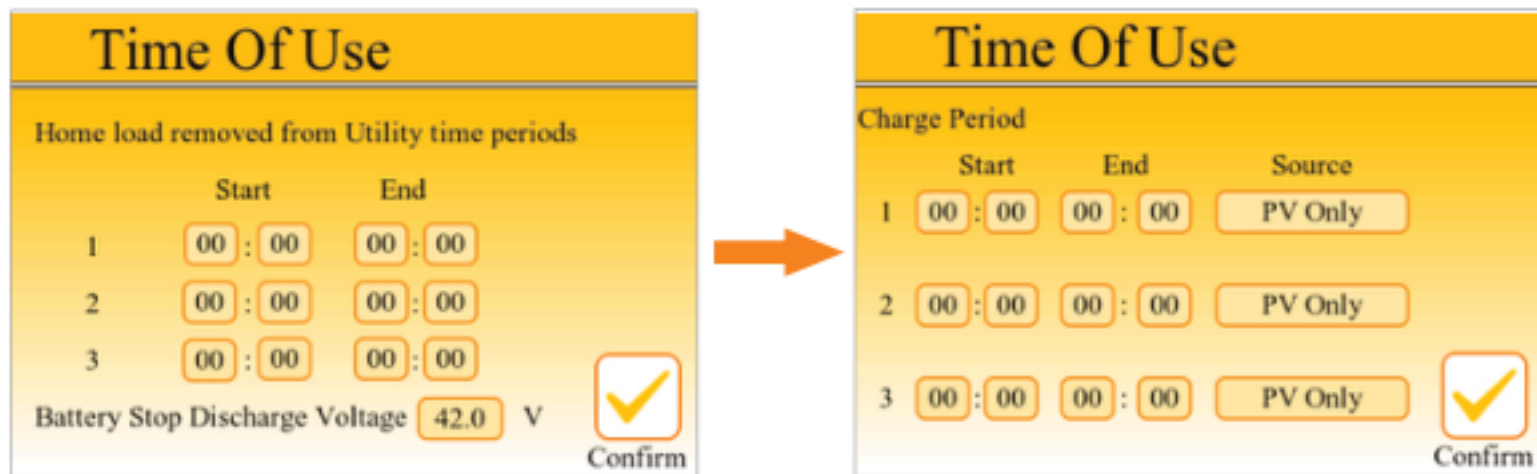 Time Of Use
Home load removed from Utility time periods
Start End
1 00 : 00 00 : 00
2 00 : 00 00 : 00
3 00 : 00 00 : 00
Battery Stop Discharge Voltage 42.0 V
Confirm
Time Of Use
Charge Period
Start End Source
1 00 : 00 00 : 00 PV Only
2 00 : 00 00 : 00 PV Only
3 00 : 00 00 : 00 PV Only
Confirm